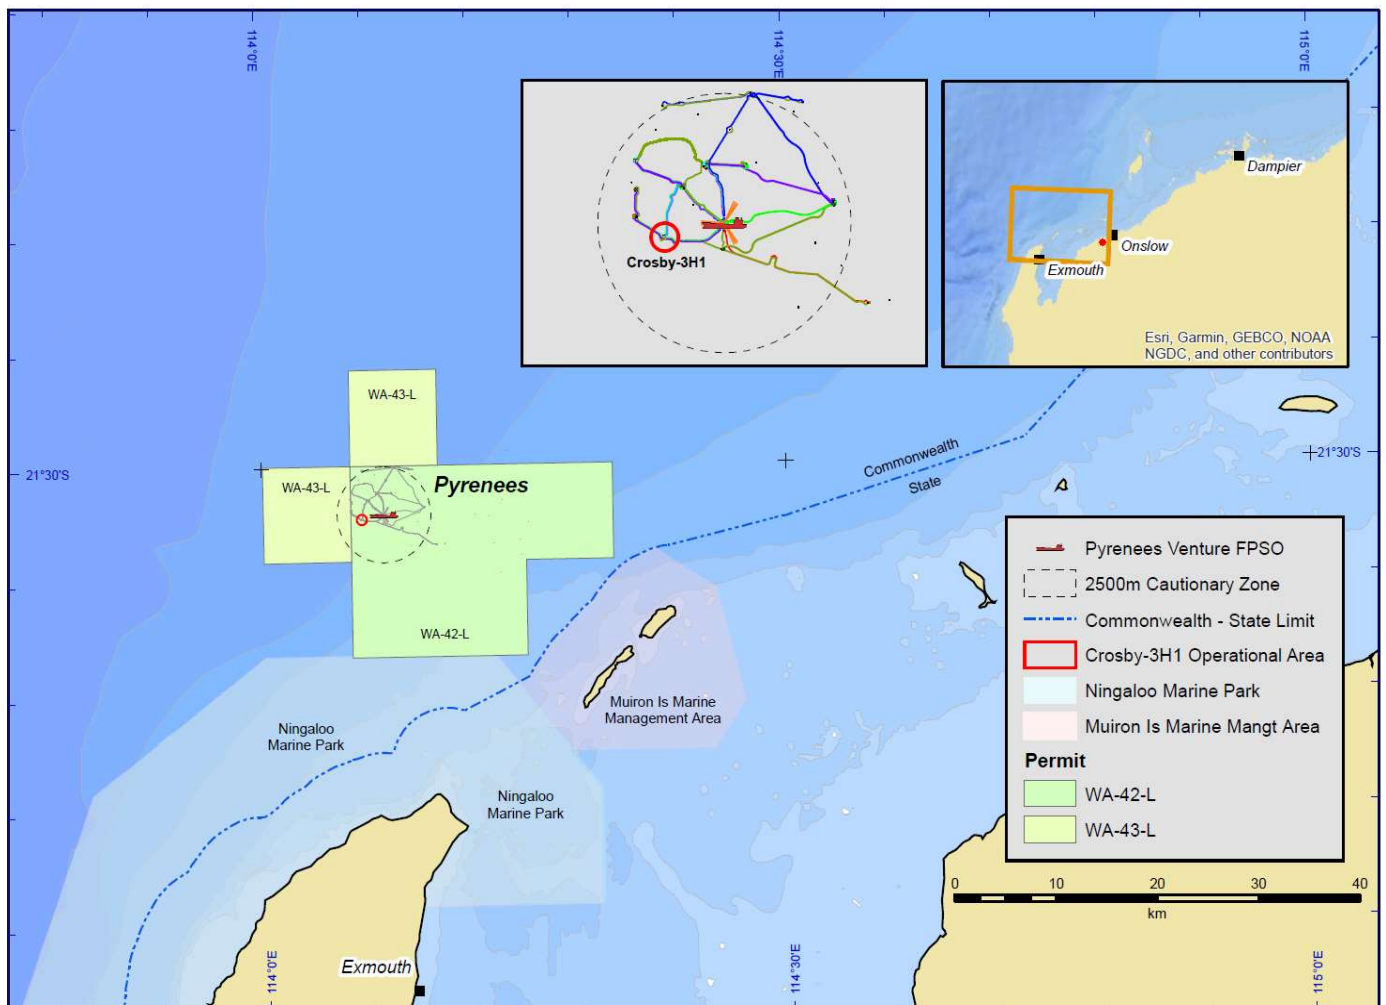 114°0'E
114°30'E
115°0'E
Crosby-3H1
Dampier
Onslow
Exmouth
Esri, Garmin, GEBCO, NOAA
NGDC, and other contributors
WA-43-L
21°30'S
21°30'S
Commonwealth
State
WA-43-L
Pyrenees
WA-42-L
Pyrenees Venture FPSO
2500m Cautionary Zone
Commonwealth - State Limit
Crosby-3H1 Operational Area
Ningaloo Marine Park
Muiron Is Marine Mangt Area
Permit
WA-42-L
WA-43-L
Muiron Is Marine
Management Area
Ningaloo
Marine Park
Ningaloo
Marine Park
0
10
20
30
40
km
Exmouth
114°0'E
114°30'E
115°0'E